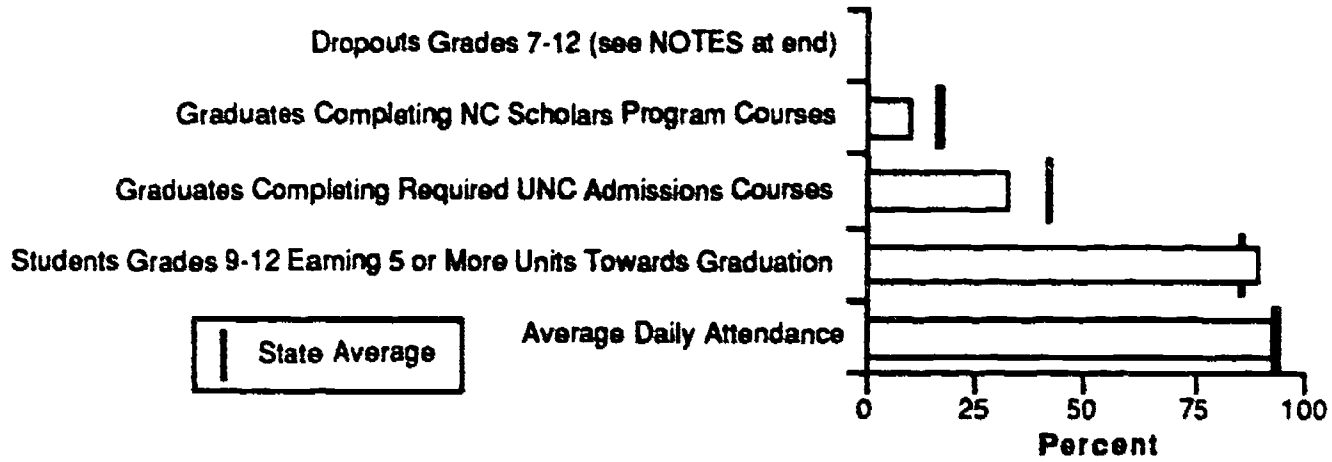 Dropouts Grades 7-12 (see NOTES at end)
Graduates Completing NC Scholars Program Courses
Graduates Completing Required UNC Admissions Courses
Students Grades 9-12 Earning 5 or More Units Towards Graduation
State Average
Average Daily Attendance
0 25 50 75 100
Percent